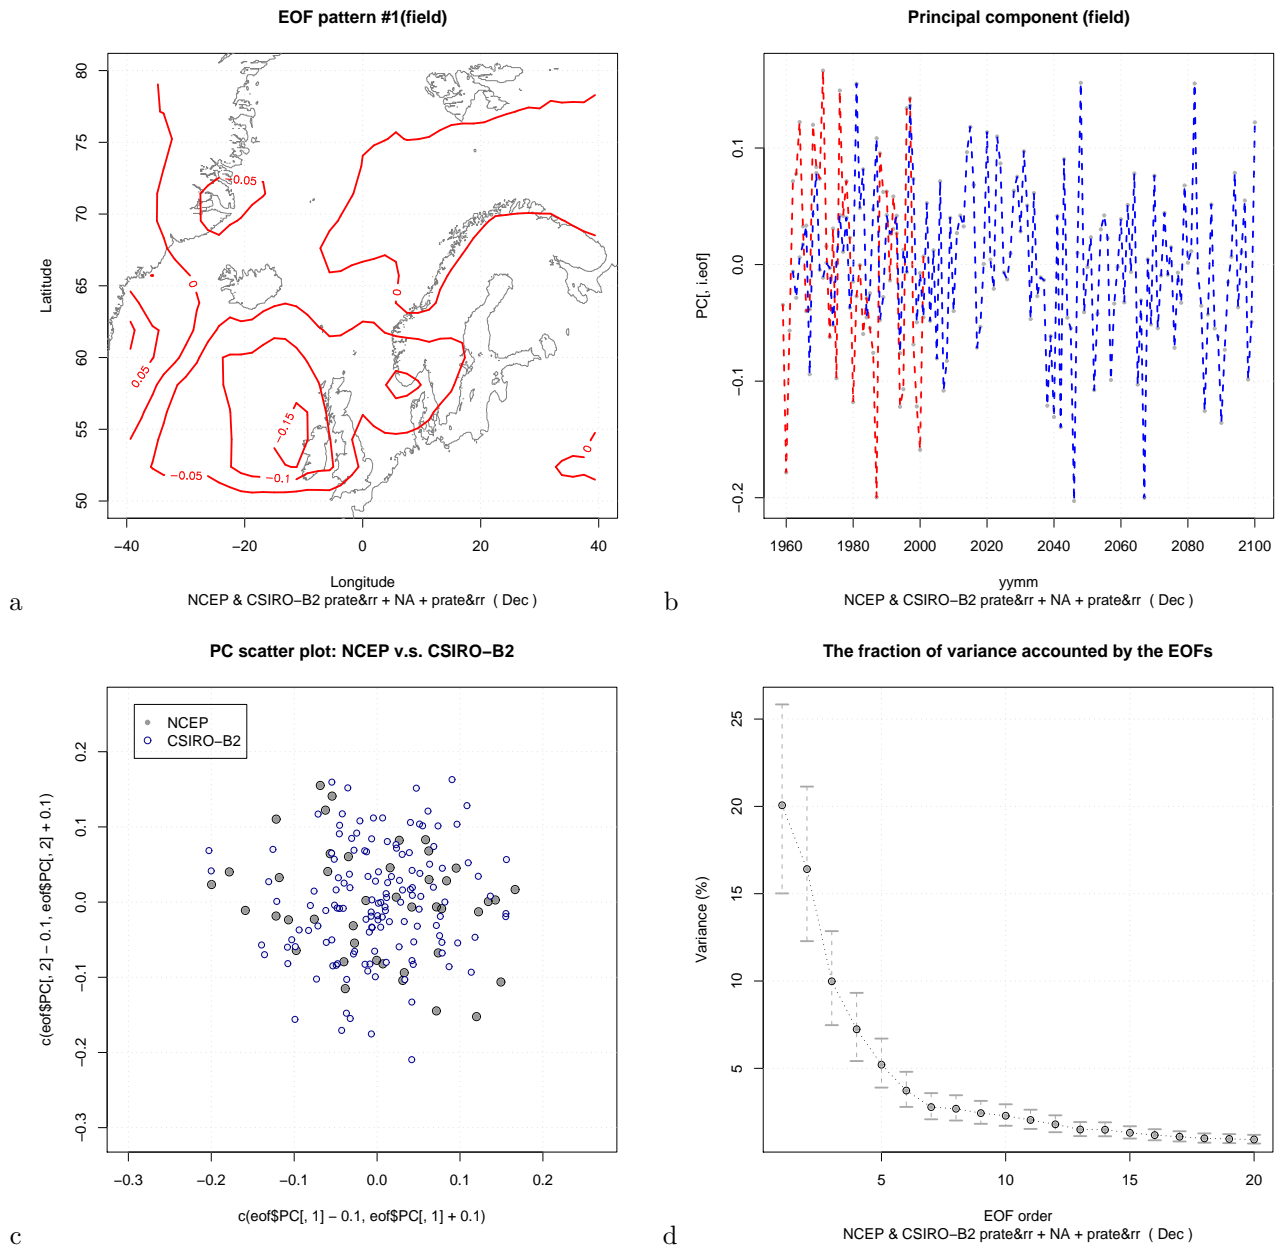 EOF pattern #1(field)
Latitude
80
75
70
65
60
55
50
−0.05
0
0
0.05
−0.15
−0.05
−0.1
0
−40
−20
0
20
40
Longitude
NCEP & CSIRO−B2 prate&rr + NA + prate&rr ( Dec )
a
Principal component (field)
PC[, i.eof]
0.1
0.0
−0.1
−0.2
1960
1980
2000
2020
2040
2060
2080
2100
yymm
NCEP & CSIRO−B2 prate&rr + NA + prate&rr ( Dec )
b
PC scatter plot: NCEP v.s. CSIRO−B2
NCEP
CSIRO−B2
c(eof$PC[, 2] − 0.1, eof$PC[, 2] + 0.1)
0.2
0.1
0.0
−0.1
−0.2
−0.3
−0.3
−0.2
−0.1
0.0
0.1
0.2
c(eof$PC[, 1] − 0.1, eof$PC[, 1] + 0.1)
c
The fraction of variance accounted by the EOFs
Variance (%)
25
20
15
10
5
5
10
15
20
EOF order
NCEP & CSIRO−B2 prate&rr + NA + prate&rr ( Dec )
d